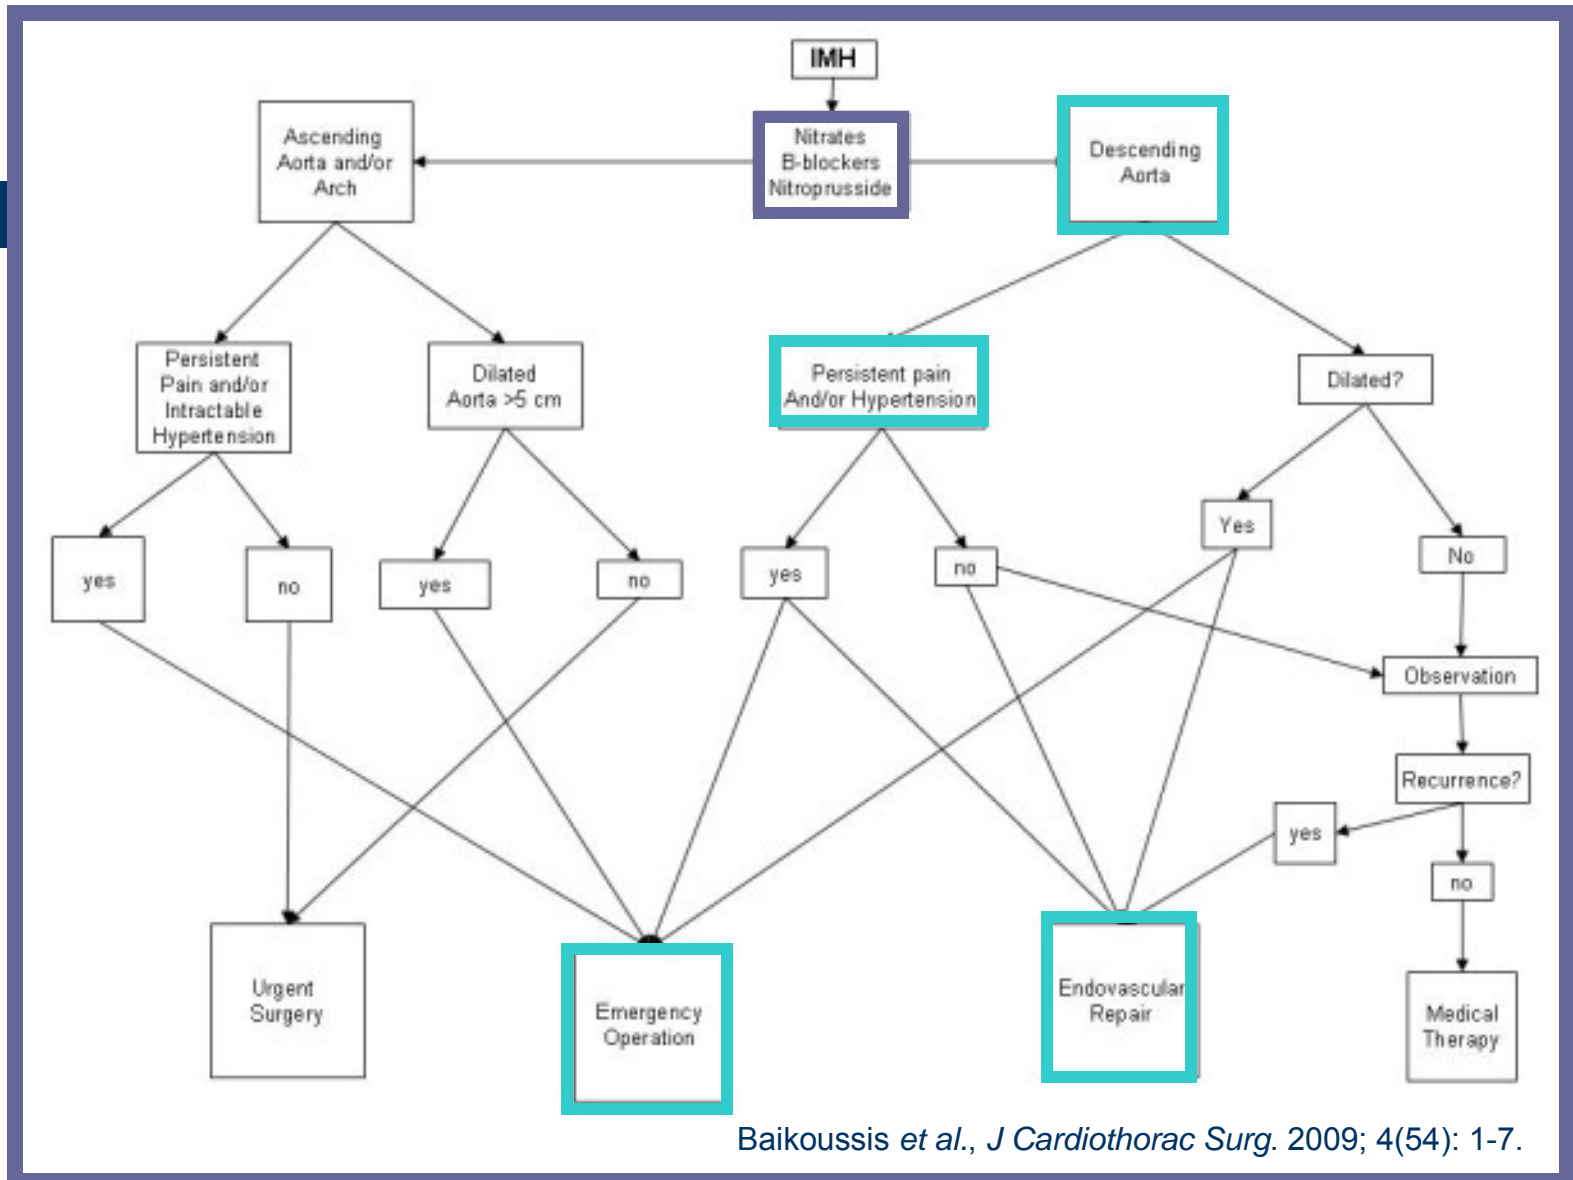 IMH
Ascending
Aorta and/or
Arch
Nitrates
B-blockers
Nitroprusside
Descending
Aorta
Persistent
Pain and/or
Intractable
Hypertension
Dilated
Aorta >5 cm
Persistent pain
And/or Hypertension
Dilated?
yes
no
yes
no
yes
no
Yes
No
Observation
Recurrence?
yes
no
Urgent
Surgery
Emergency
Operation
Endovascular
Repair
Medical
Therapy
Baikoussis et al., J Cardiothorac Surg. 2009; 4(54): 1-7.